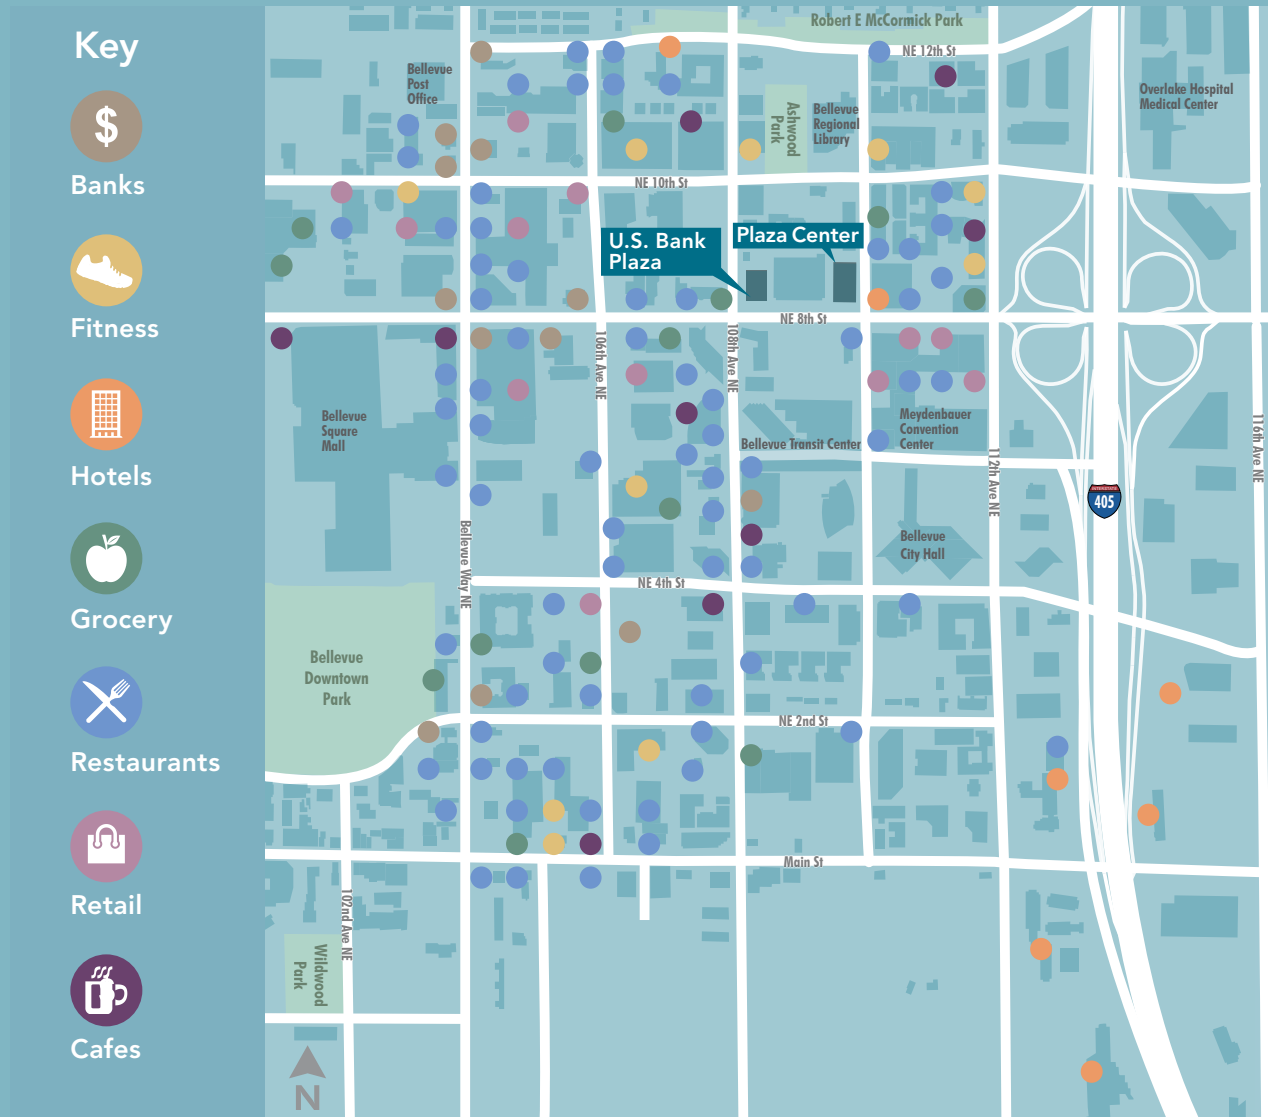 Key
$
Banks
Fitness
Hotels
Grocery
Restaurants
Retail
Cafes
Robert E McCormick Park
NE 12th St
Bellevue
Post
Office
Overlake Hospital
Medical Center
Ashwood
Park
Bellevue
Regional
Library
NE 10th St
U.S. Bank
Plaza
Plaza Center
NE 8th St
106th Ave NE
108th Ave NE
Bellevue
Square
Mall
Meydenbauer
Convention
Center
Bellevue Transit Center
112th Ave NE
116th Ave NE
INTERSTATE
405
Bellevue Way NE
Bellevue
City Hall
NE 4th St
Bellevue
Downtown
Park
NE 2nd St
Main St
102nd Ave NE
Wildwood
Park
N